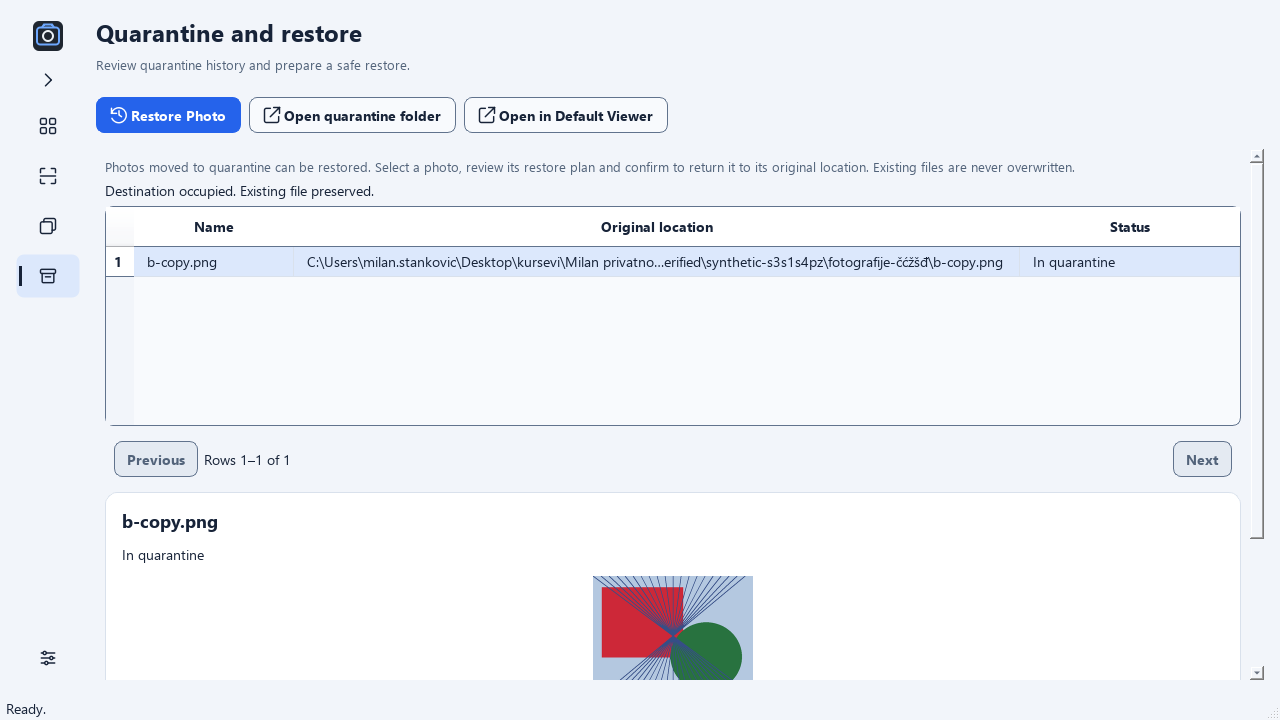 Quarantine and restore
Review quarantine history and prepare a safe restore.
Restore Photo
Open quarantine folder
Open in Default Viewer
Photos moved to quarantine can be restored. Select a photo, review its restore plan and confirm to return it to its original location. Existing files are never overwritten.
Destination occupied. Existing file preserved.
Name Original location Status
1 b-copy.png C:\Users\milan.stankovic\Desktop\kursevi\Milan privatno...erified\synthetic-s3s1s4pz\fotografije-čćžšđ\b-copy.png In quarantine
Previous Rows 1–1 of 1 Next
b-copy.png
In quarantine
Ready.